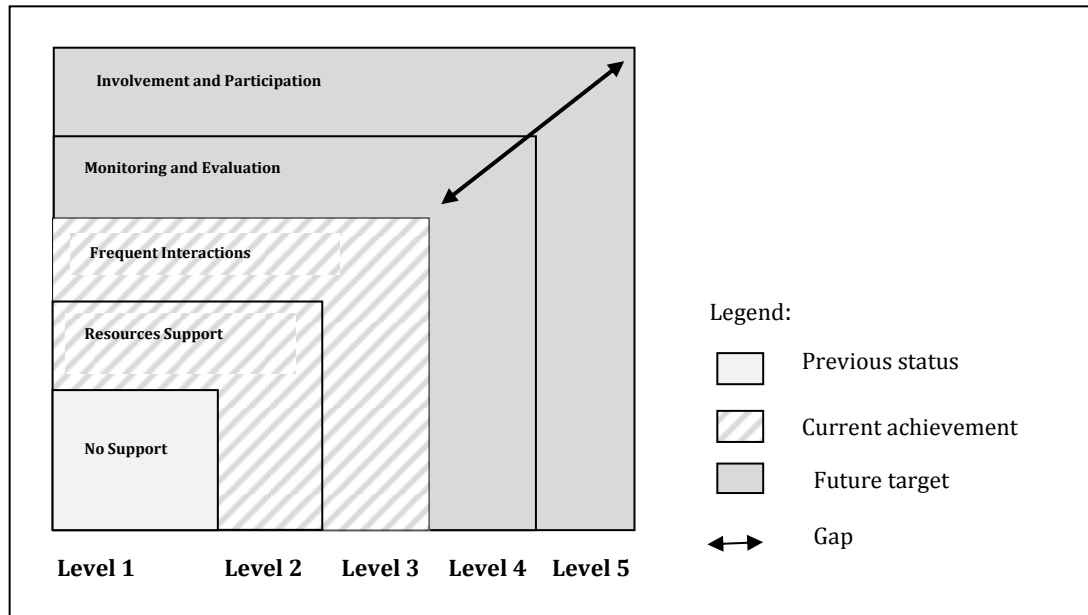 Involvement and Participation
Monitoring and Evaluation
Frequent Interactions
Resources Support
No Support
Level 1
Level 2
Level 3
Level 4
Level 5
Legend:
Previous status
Current achievement
Future target
Gap